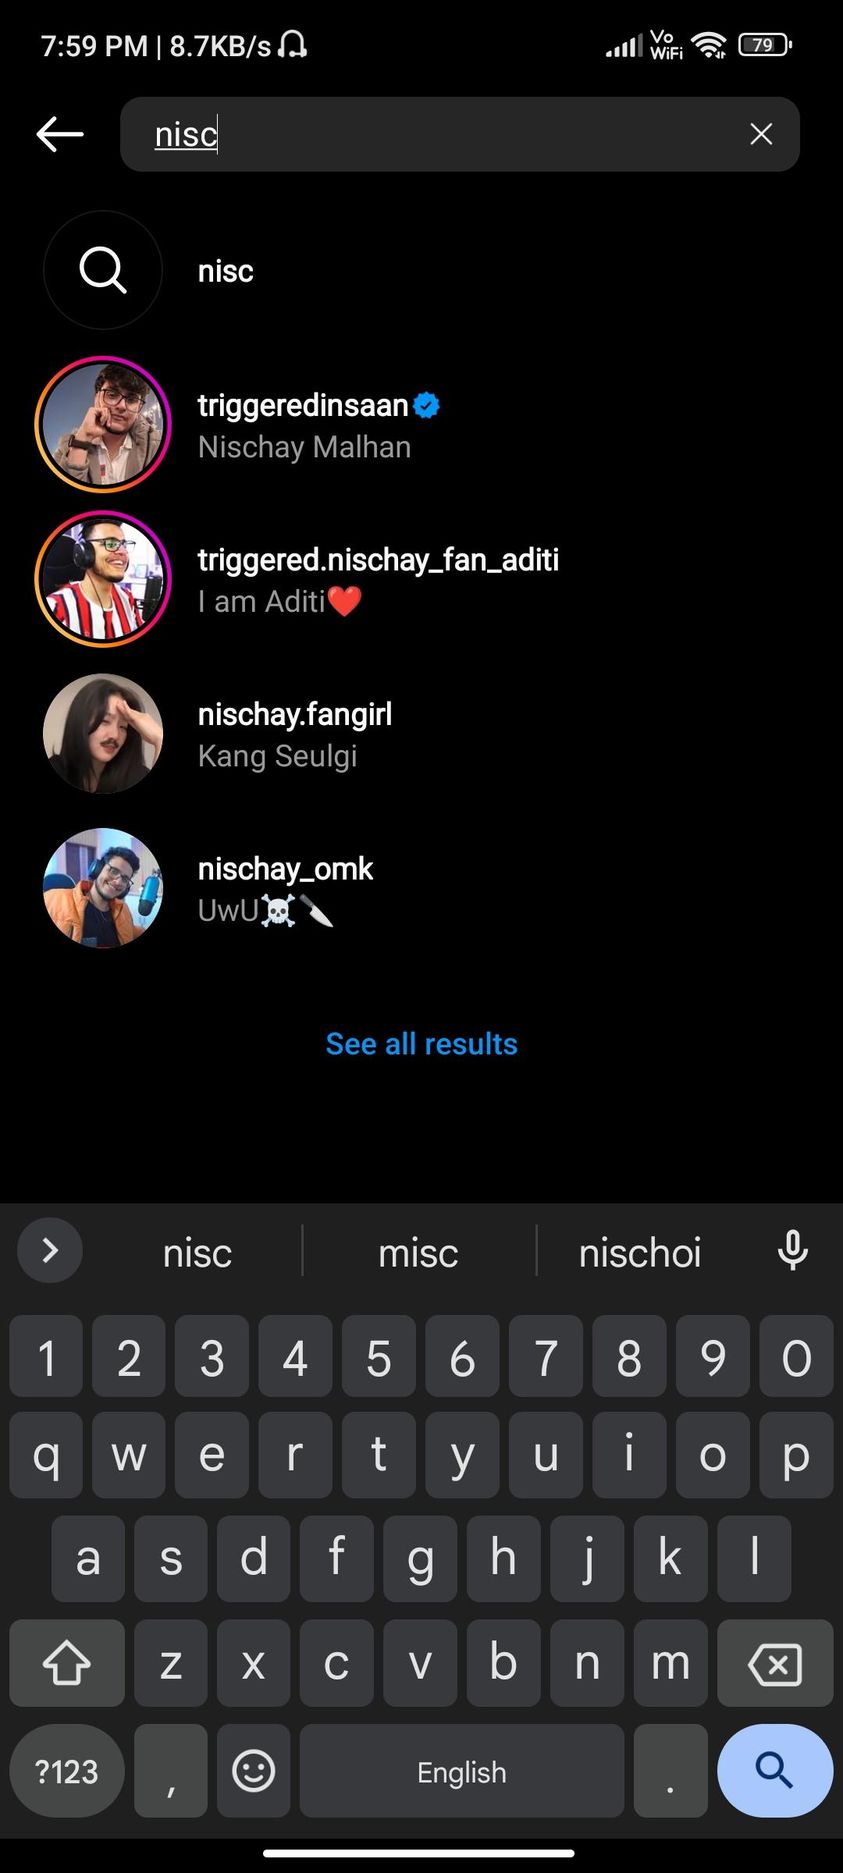 7:59 PM | 8.7KB/s Vo WiFi 79
nisc
nisc
triggeredinsaan
Nischay Malhan
triggered.nischay_fan_aditi
I am Aditi❤️
nischay.fangirl
Kang Seulgi
nischay_omk
UwU☠️🔪
See all results
nisc misc nischoi
1 2 3 4 5 6 7 8 9 0
q w e r t y u i o p
a s d f g h j k l
z x c v b n m
?123 , English .